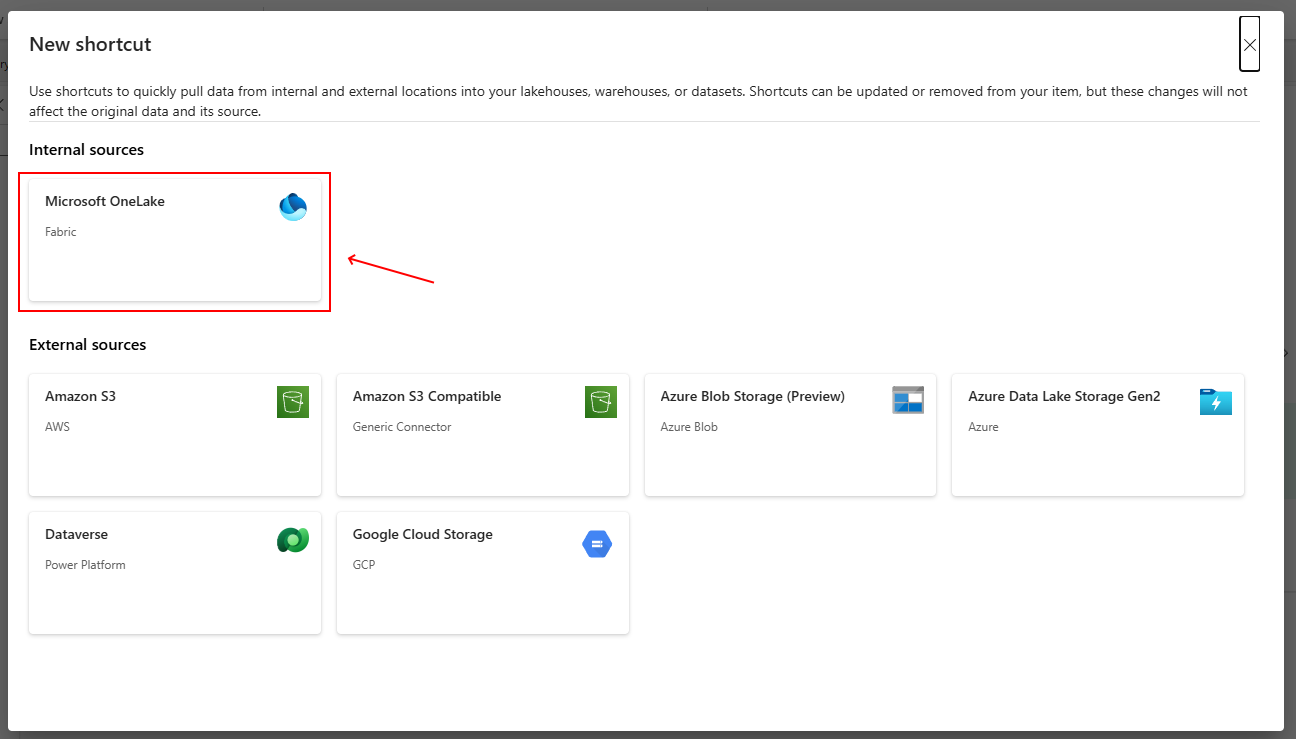 New shortcut
Use shortcuts to quickly pull data from internal and external locations into your lakehouses, warehouses, or datasets. Shortcuts can be updated or removed from your item, but these changes will not
affect the original data and its source.
Internal sources
Microsoft OneLake
Fabric
External sources
Amazon S3
AWS
Amazon S3 Compatible
Generic Connector
Azure Blob Storage (Preview)
Azure Blob
Azure Data Lake Storage Gen2
Azure
Dataverse
Power Platform
Google Cloud Storage
GCP